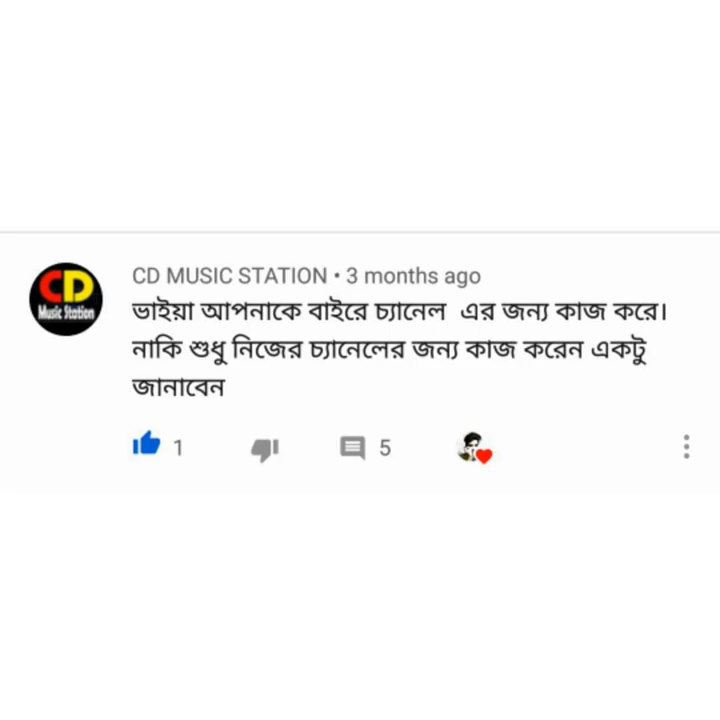 CD
Music Station
CD MUSIC STATION • 3 months ago
ভাইয়া আপনাকে বাইরে চ্যানেল এর জন্য কাজ করে।
নাকি শুধু নিজের চ্যানেলের জন্য কাজ করেন একটু
জানাবেন
1
5